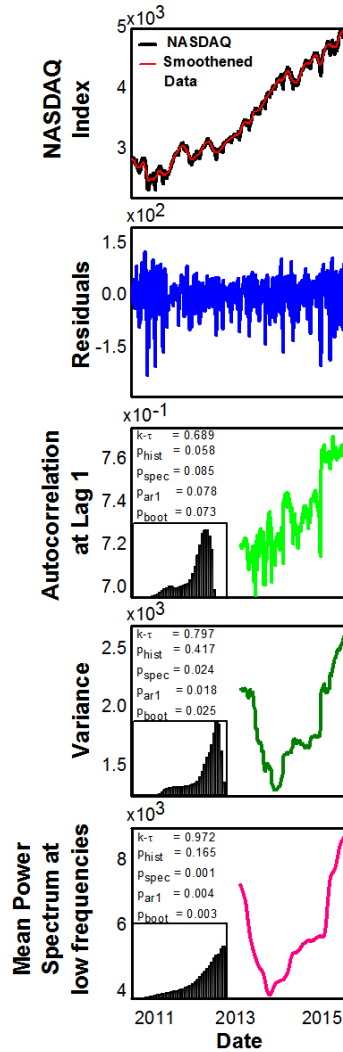 5x10³
NASDAQ
Smoothened
Data
4
3
NASDAQ
Index
x10²
1.5
0.0
-1.5
Residuals
x10⁻¹
k-τ = 0.689
p_hist = 0.058
p_spec = 0.085
p_ar1 = 0.078
p_boot = 0.073
7.6
7.4
7.2
7.0
Autocorrelation
at Lag 1
x10³
k-τ = 0.797
p_hist = 0.417
p_spec = 0.024
p_ar1 = 0.018
p_boot = 0.025
2.5
2.0
1.5
Variance
x10³
k-τ = 0.972
p_hist = 0.165
p_spec = 0.001
p_ar1 = 0.004
p_boot = 0.003
8
6
4
Mean Power
Spectrum at
low frequencies
2011 2013 2015
Date